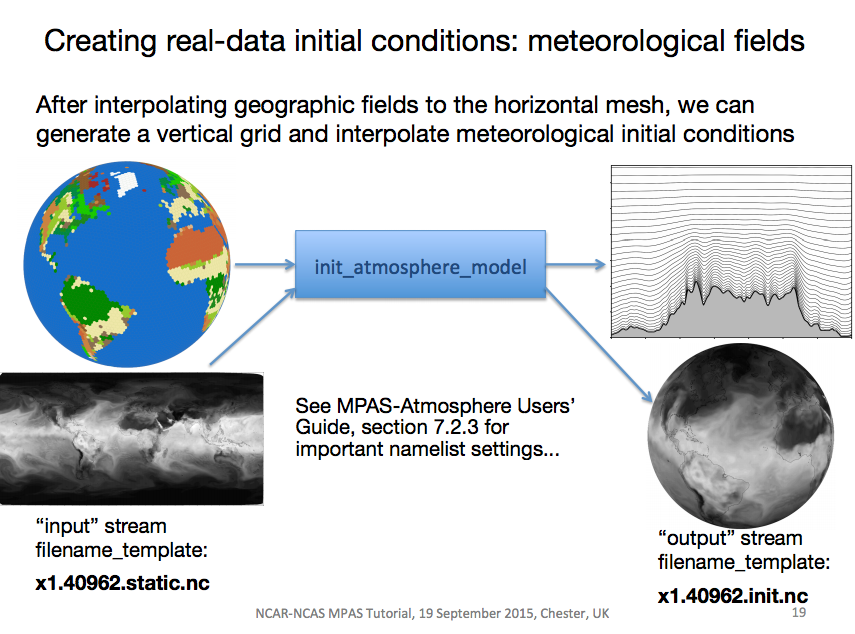 Creating real-data initial conditions: meteorological fields
After interpolating geographic fields to the horizontal mesh, we can
generate a vertical grid and interpolate meteorological initial conditions
init_atmosphere_model
See MPAS-Atmosphere Users’
Guide, section 7.2.3 for
important namelist settings...
“input” stream
filename_template:
x1.40962.static.nc
“output” stream
filename_template:
x1.40962.init.nc
NCAR-NCAS MPAS Tutorial, 19 September 2015, Chester, UK
19